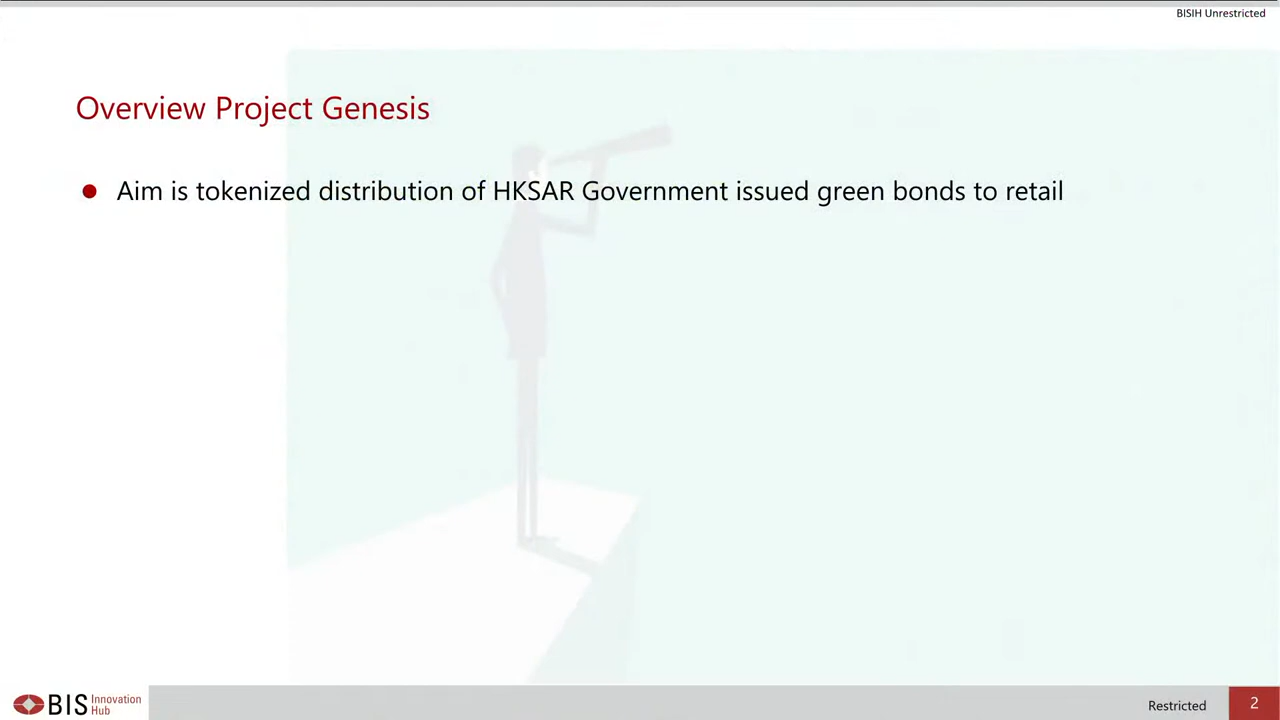 BISIH Unrestricted
Overview Project Genesis
Aim is tokenized distribution of HKSAR Government issued green bonds to retail
BIS Innovation
Hub
Restricted
2